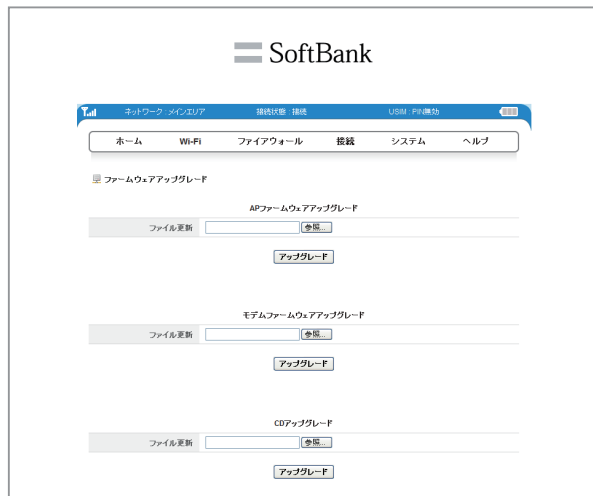 SoftBank
ネットワーク : メインエリア 接続状態 : 接続 USIM : PIN無効
ホーム Wi-Fi ファイアウォール 接続 システム ヘルプ
ファームウェアアップグレード
APファームウェアアップグレード
ファイル更新 参照...
アップグレード
モデムファームウェアアップグレード
ファイル更新 参照...
アップグレード
CDアップグレード
ファイル更新 参照...
アップグレード